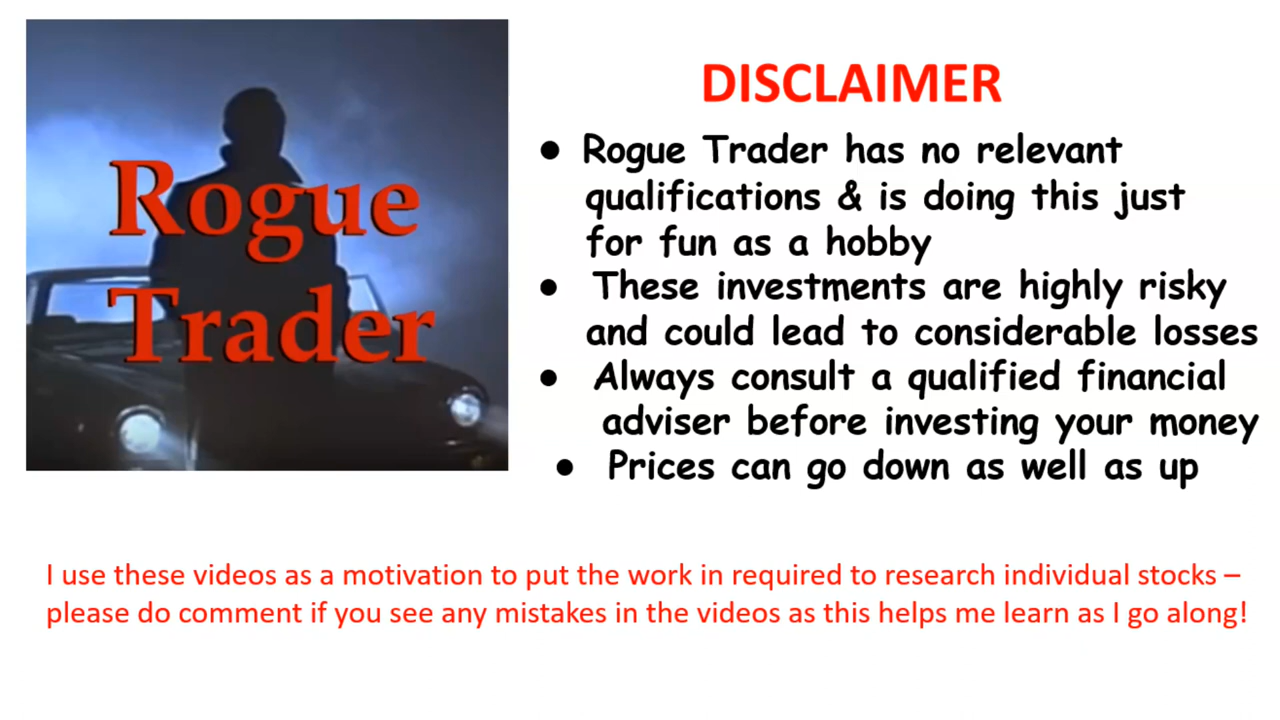 Rogue
Trader
DISCLAIMER
● Rogue Trader has no relevant
qualifications & is doing this just
for fun as a hobby
● These investments are highly risky
and could lead to considerable losses
● Always consult a qualified financial
adviser before investing your money
● Prices can go down as well as up
I use these videos as a motivation to put the work in required to research individual stocks –
please do comment if you see any mistakes in the videos as this helps me learn as I go along!